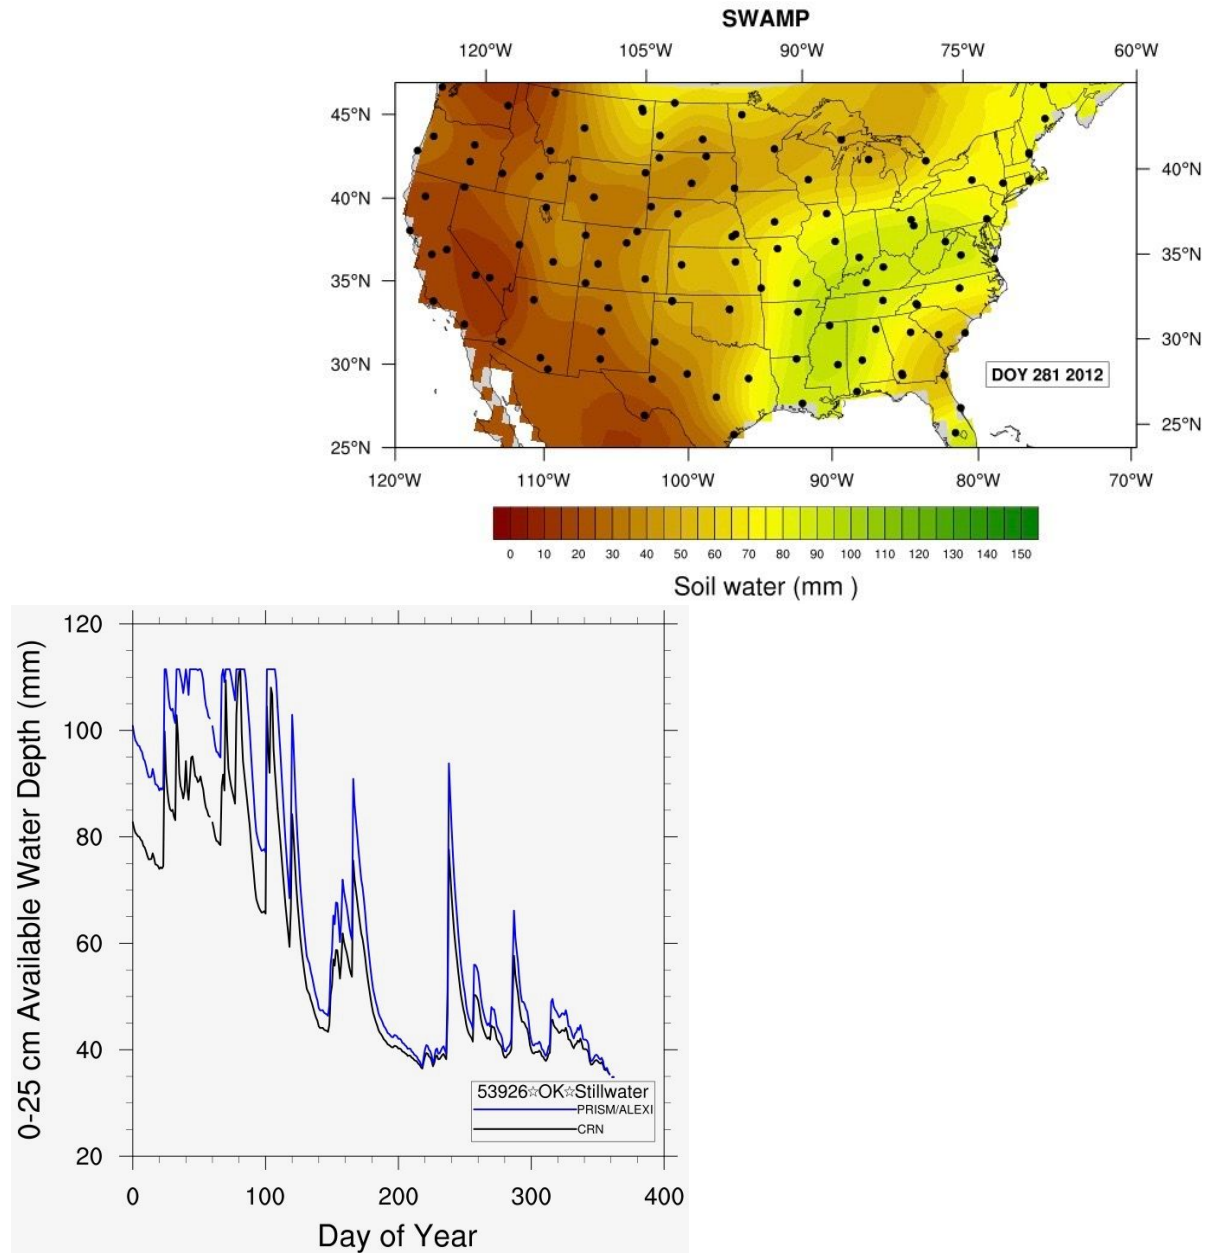 SWAMP
120°W 105°W 90°W 75°W 60°W
45°N
40°N 40°N
35°N 35°N
30°N 30°N
DOY 281 2012
25°N 25°N
120°W 110°W 100°W 90°W 80°W 70°W
0 10 20 30 40 50 60 70 80 90 100 110 120 130 140 150
Soil water (mm )
120
100
80
60
40
20
0-25 cm Available Water Depth (mm)
53926☆OK☆Stillwater
PRISM/ALEXI
CRN
0 100 200 300 400
Day of Year